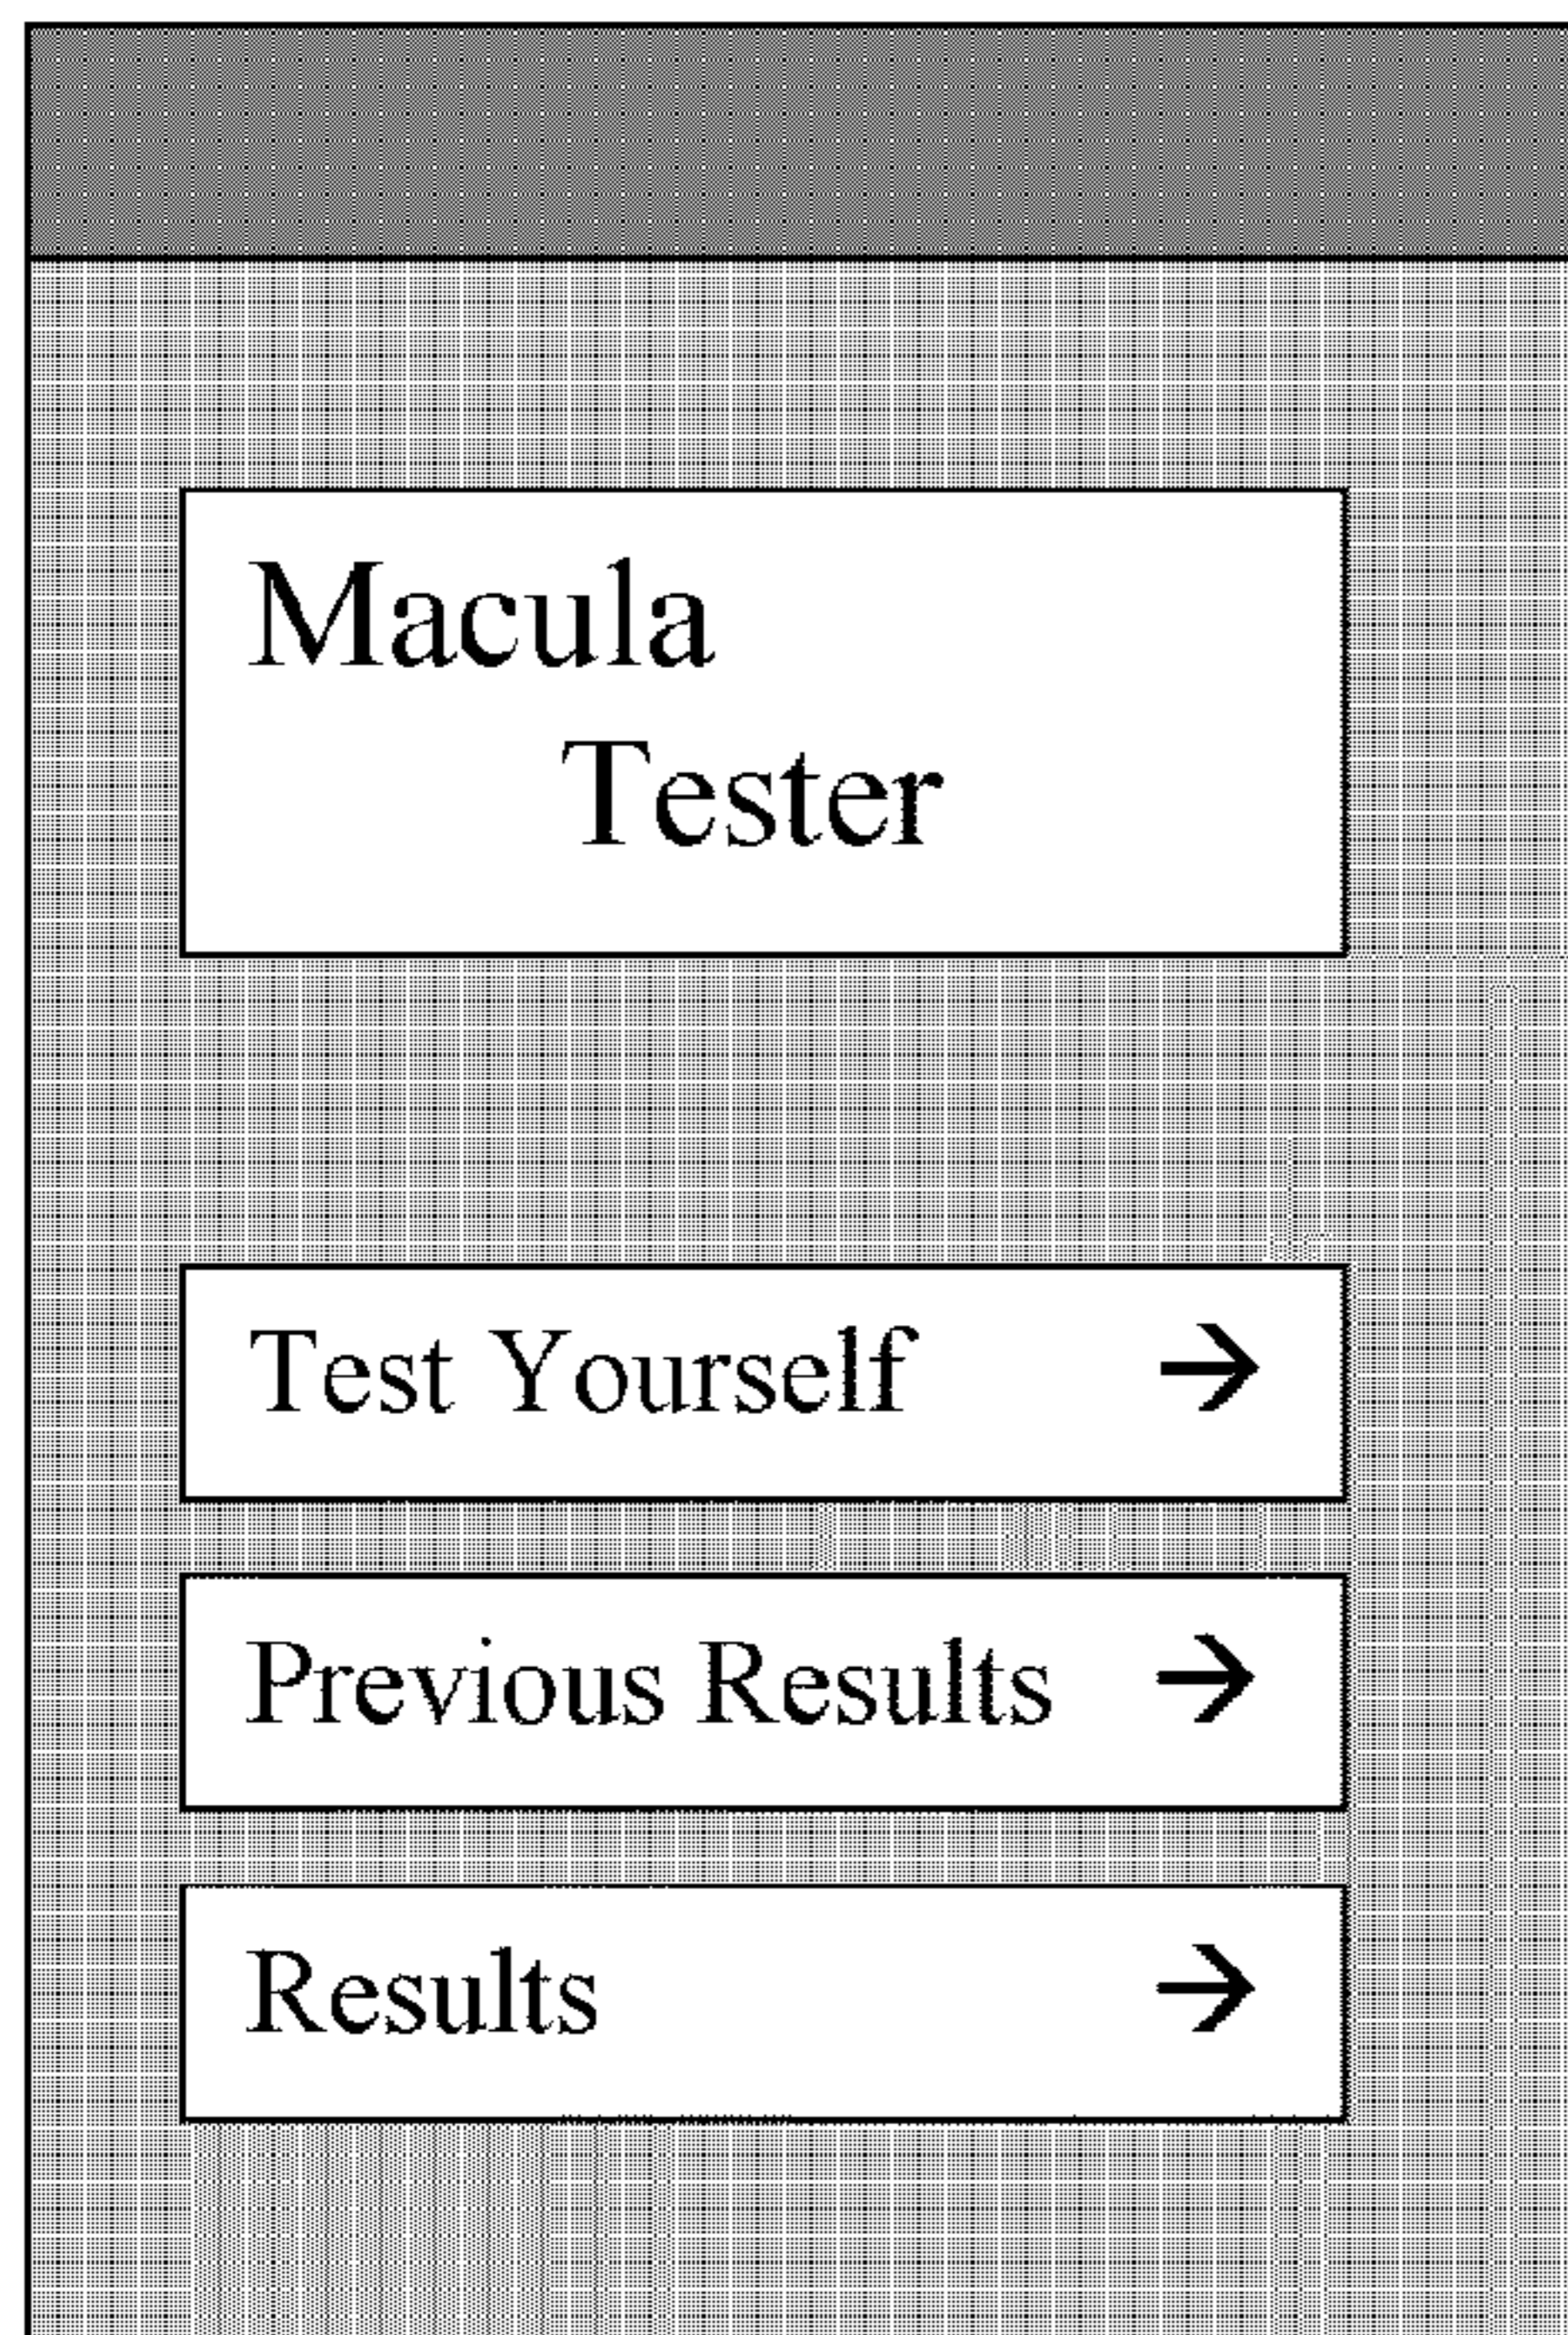 Macula
Tester
Test Yourself →
Previous Results →
Results →